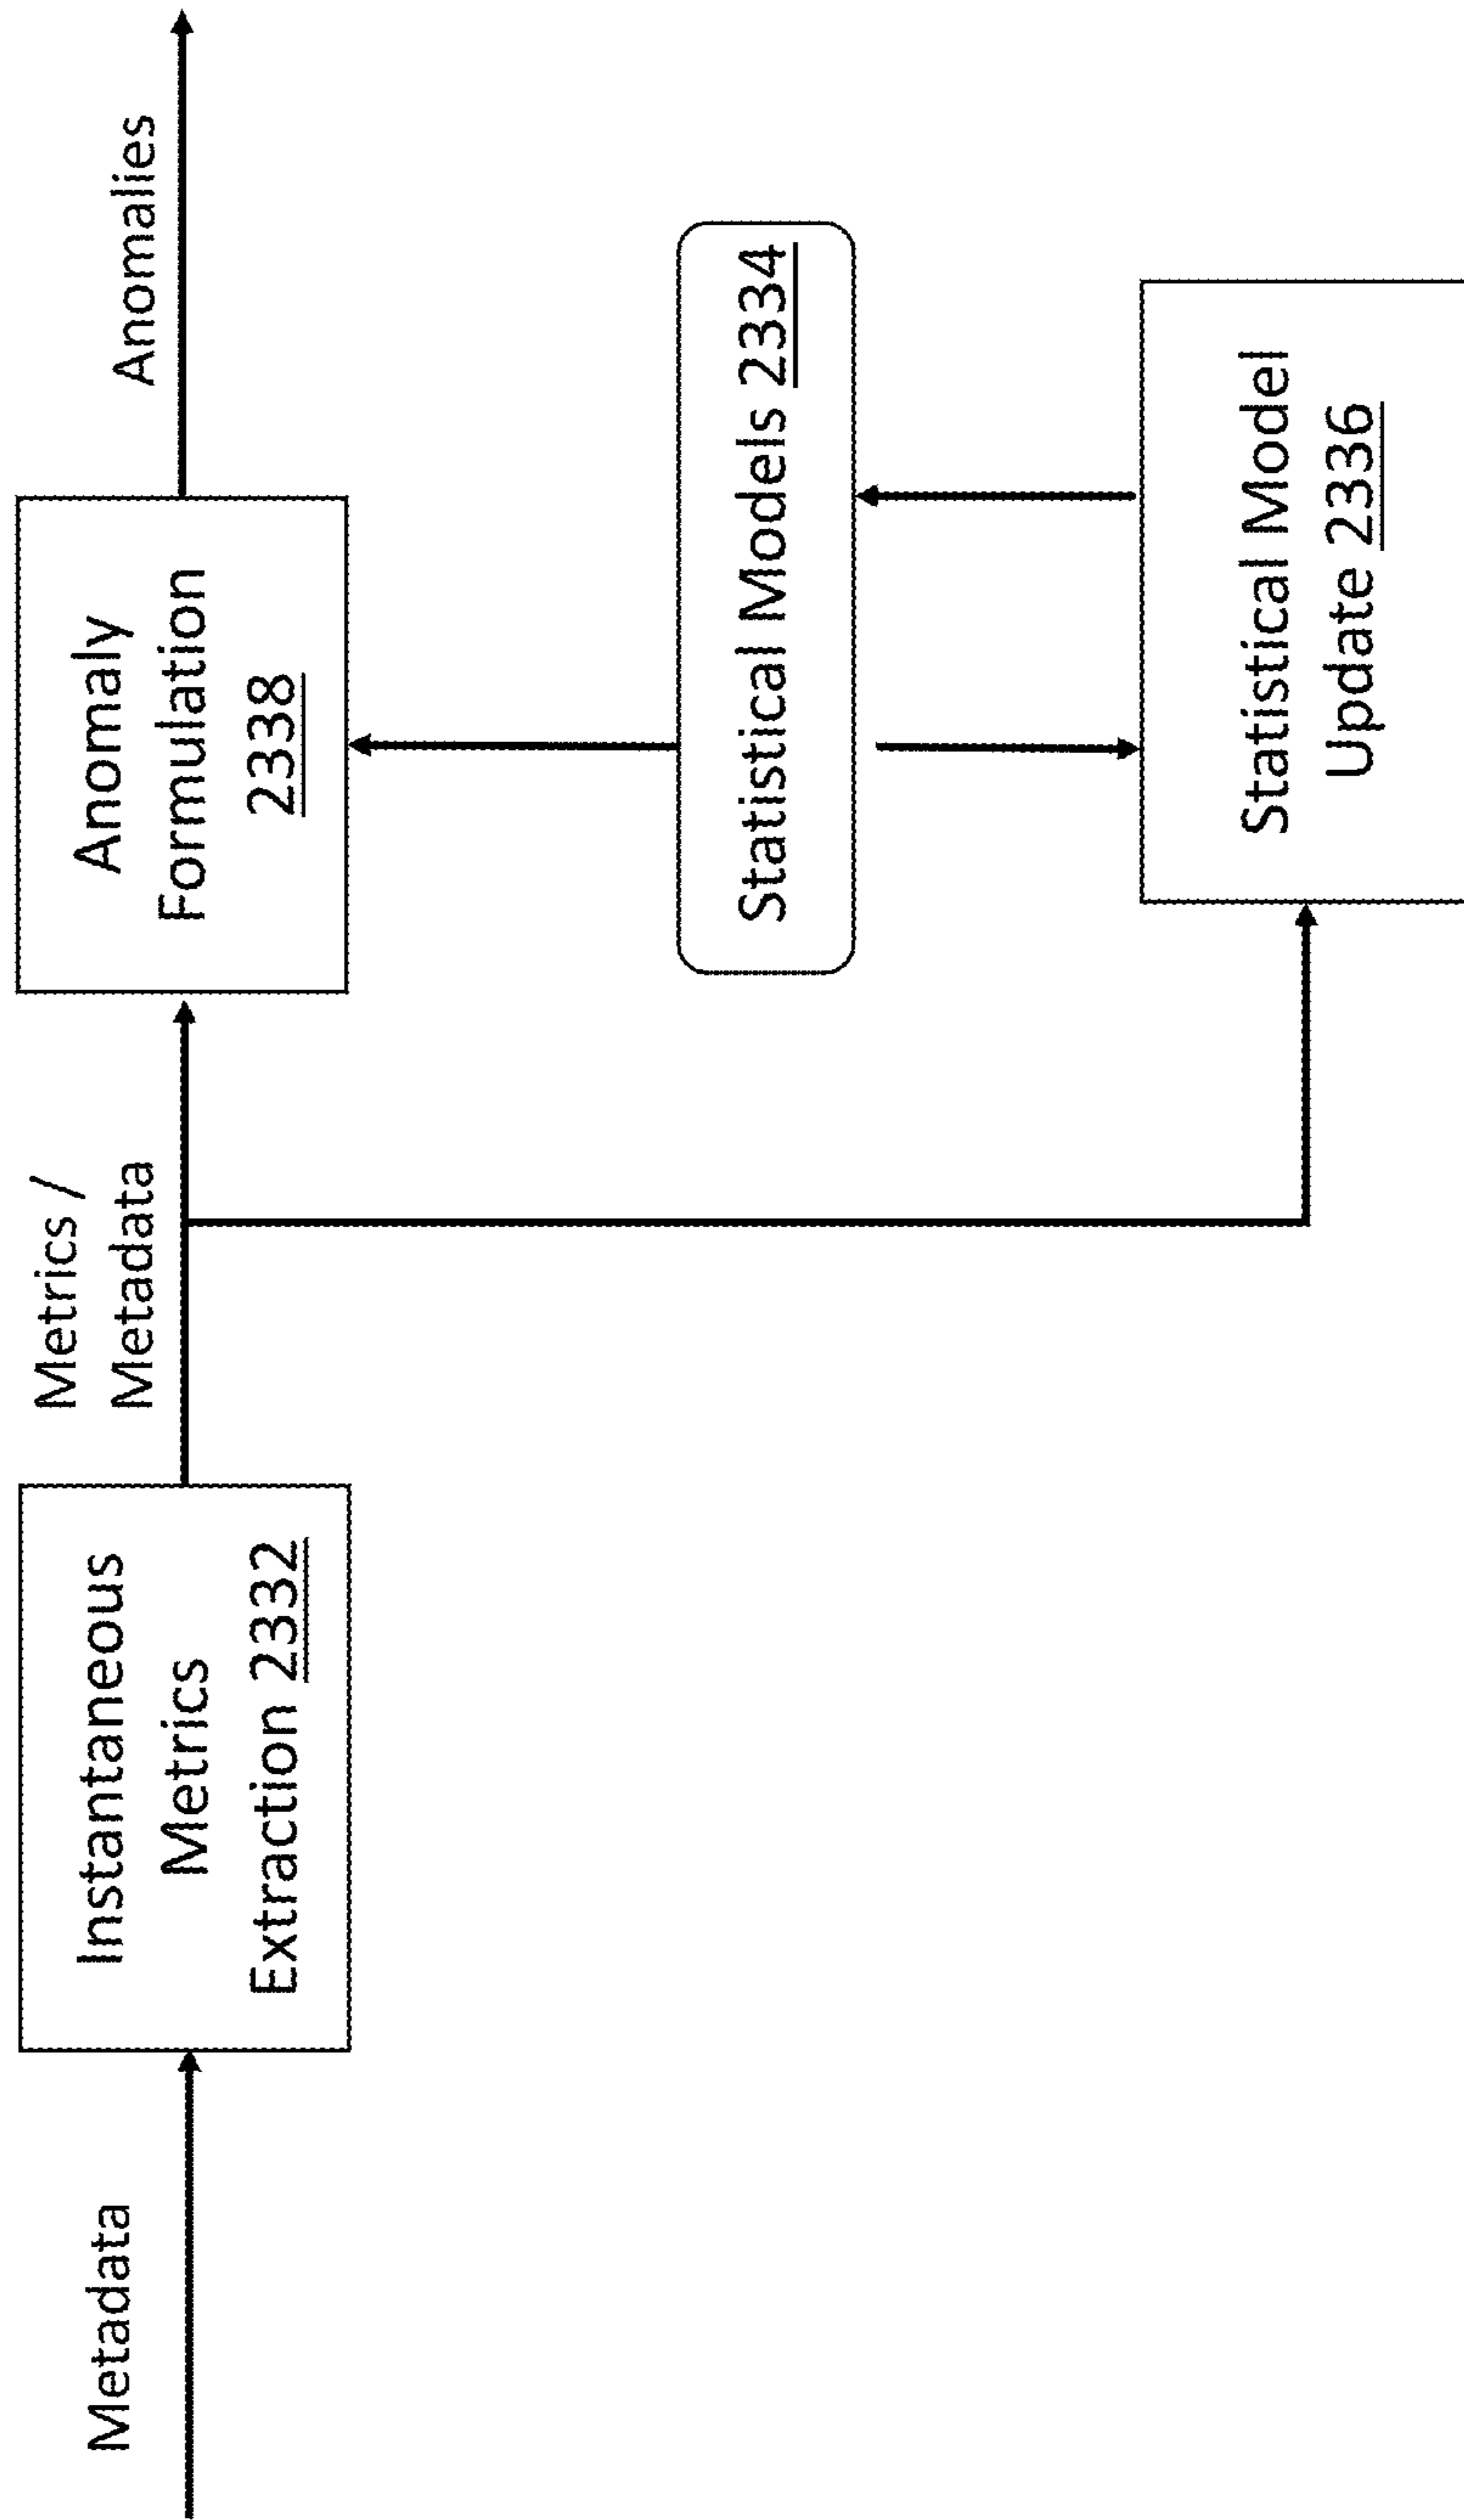 Metadata
Instantaneous
Metrics
Extraction 2332
Metrics /
Metadata
Anomaly
Formulation
2338
Anomalies
Statistical Models 2334
Statistical Model
Update 2336